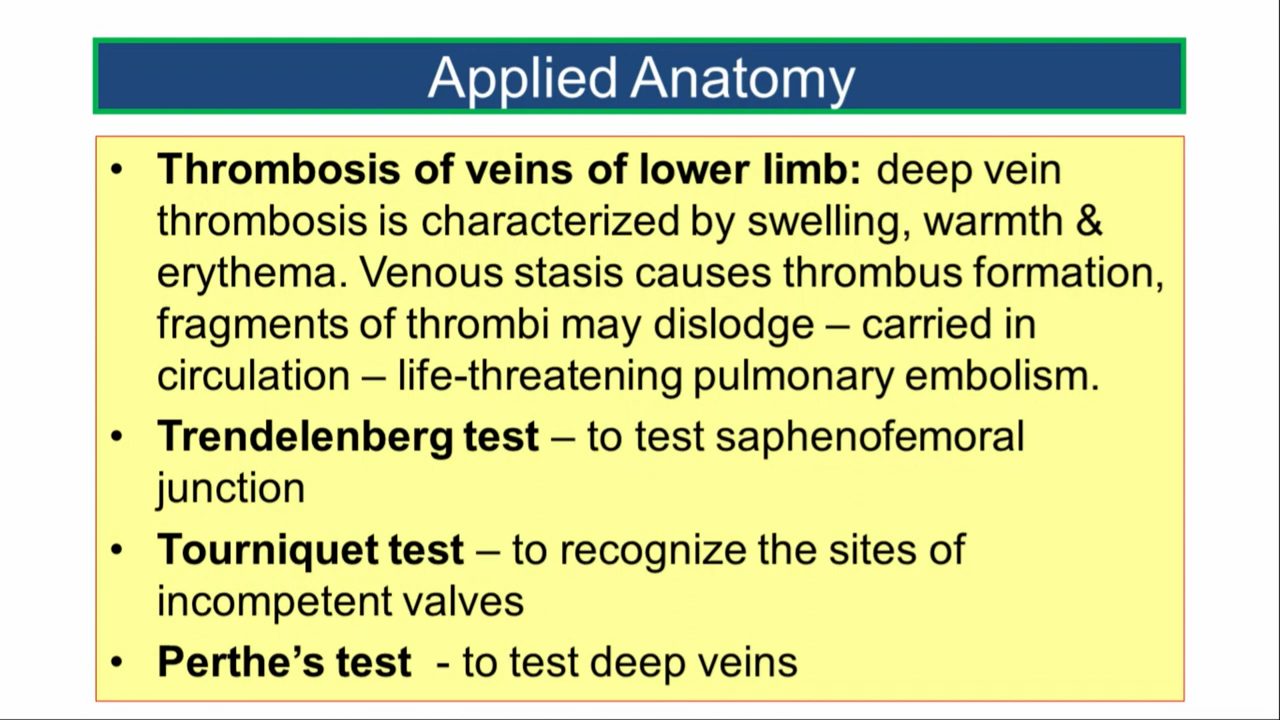 Applied Anatomy
• Thrombosis of veins of lower limb: deep vein
thrombosis is characterized by swelling, warmth &
erythema. Venous stasis causes thrombus formation,
fragments of thrombi may dislodge – carried in
circulation – life-threatening pulmonary embolism.
• Trendelenberg test – to test saphenofemoral
junction
• Tourniquet test – to recognize the sites of
incompetent valves
• Perthe’s test - to test deep veins